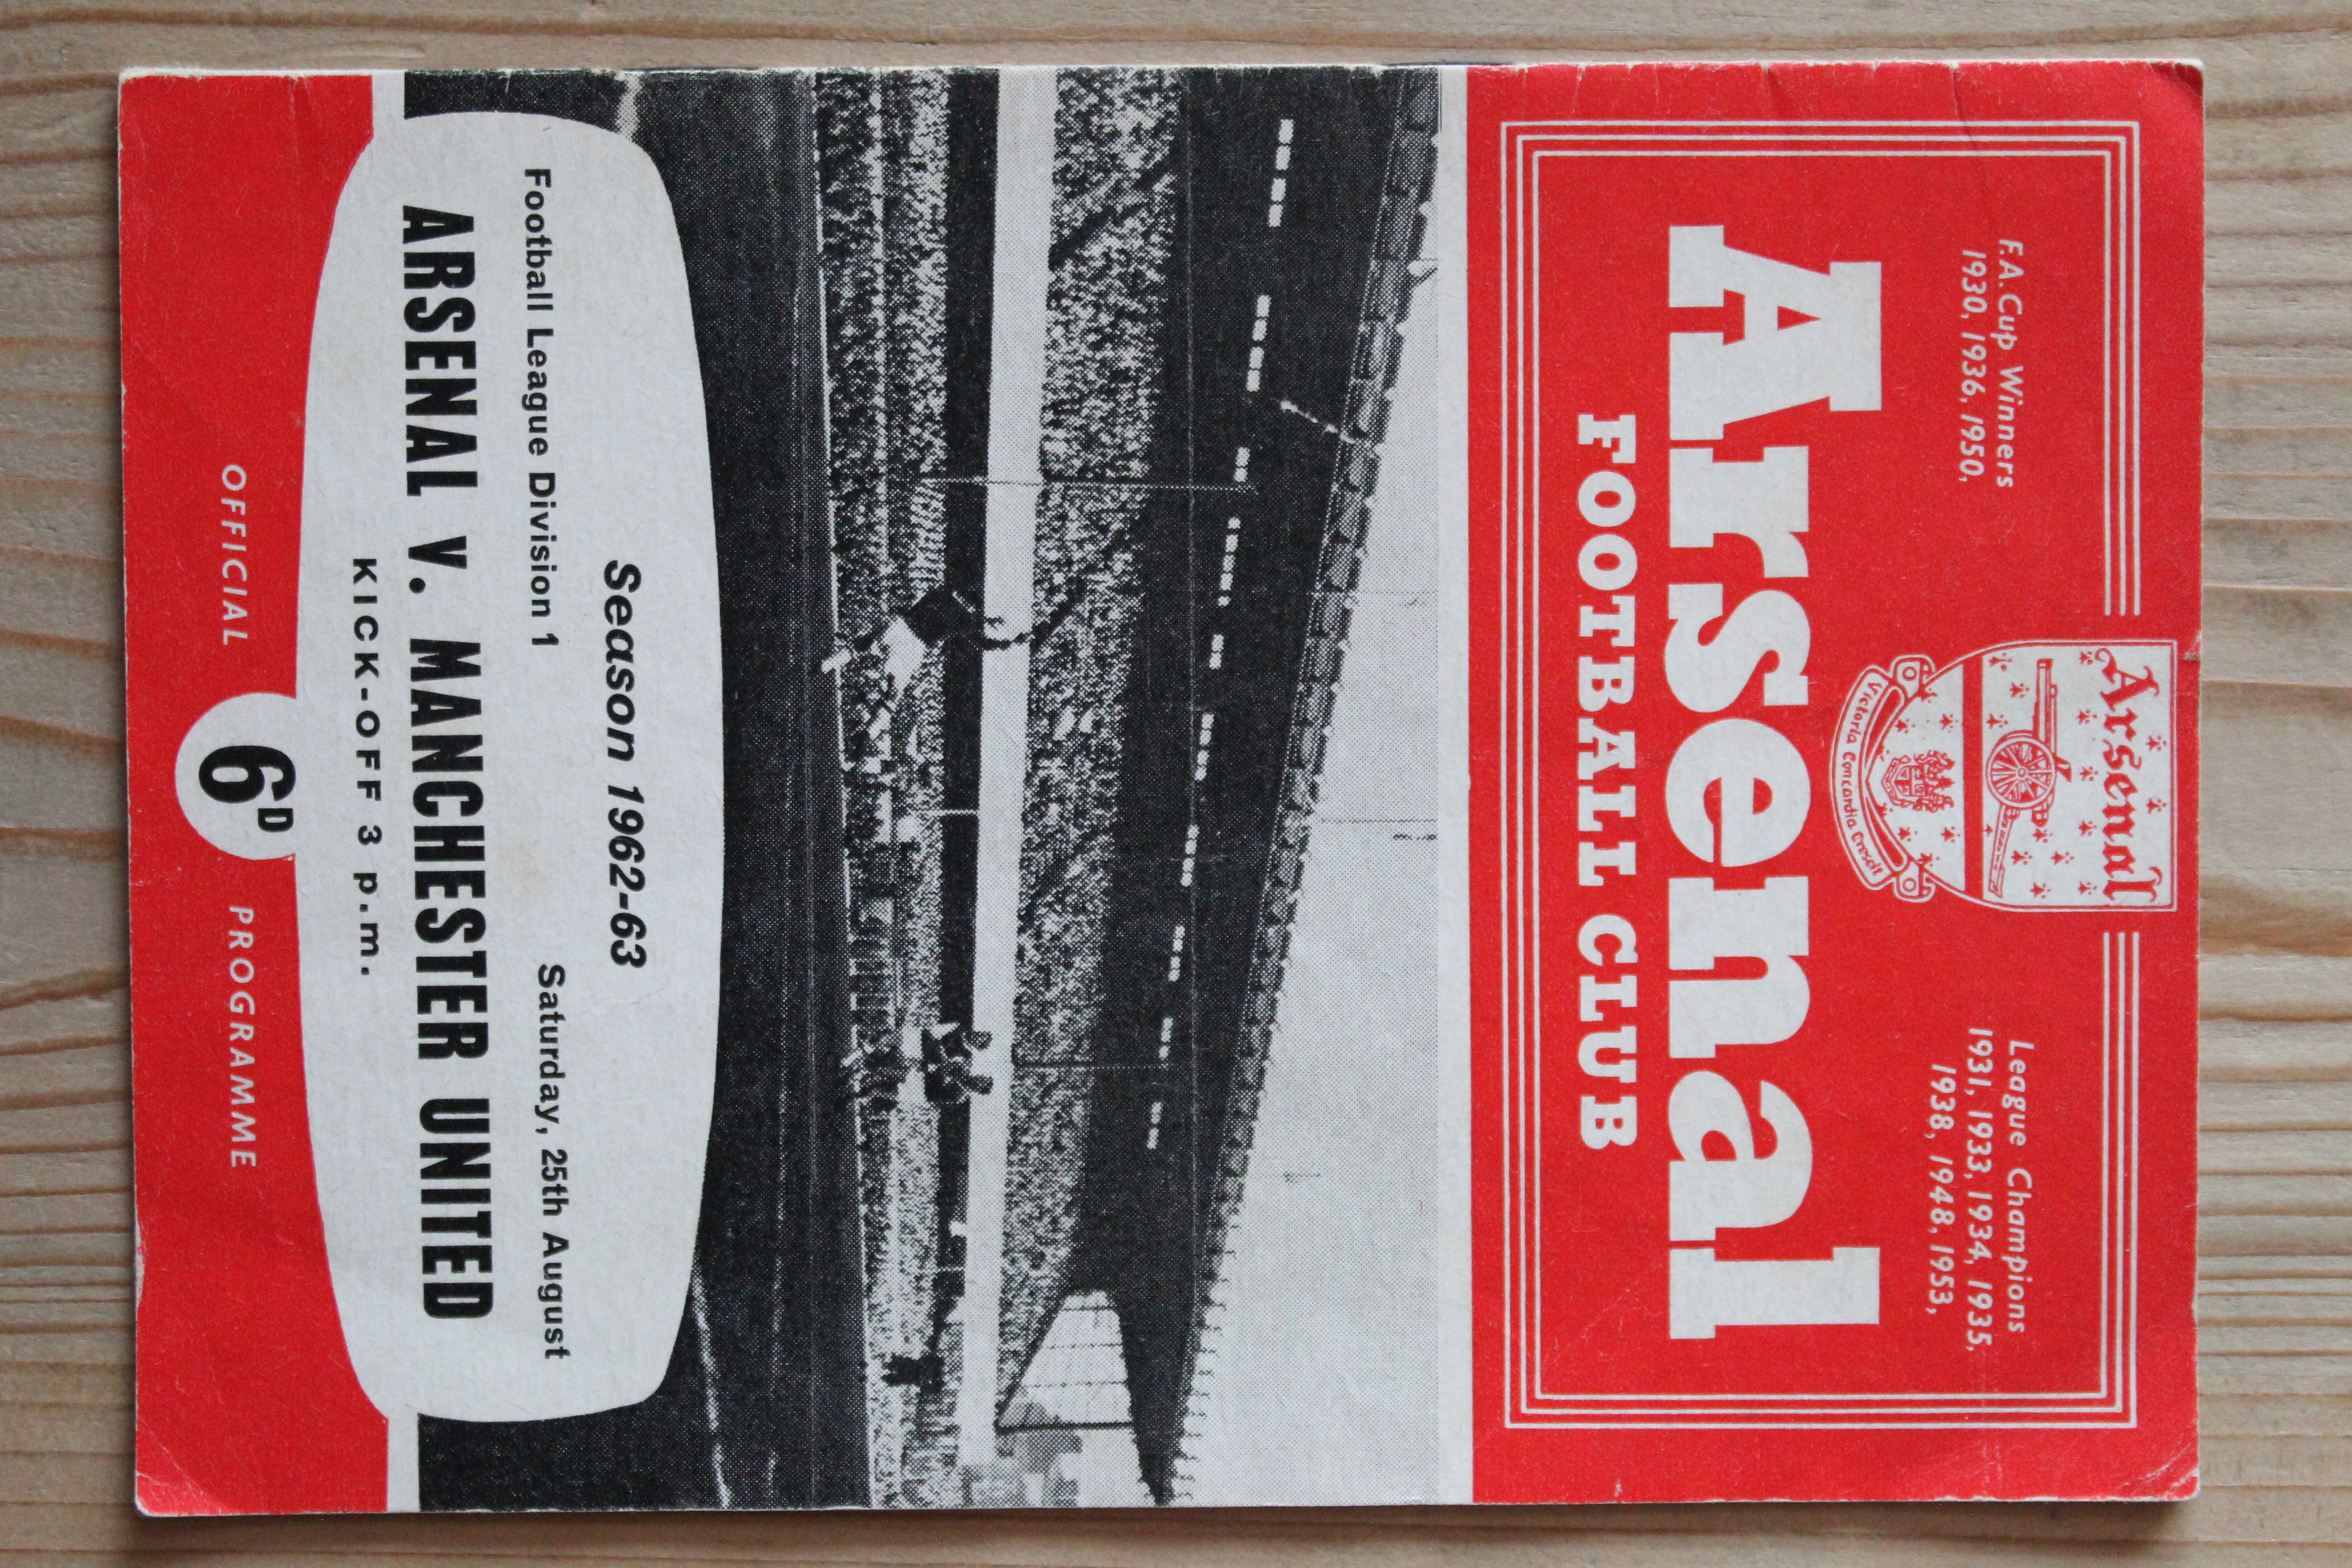 Arsenal
Victoria Concordia Crescit
F.A. Cup Winners
1930, 1936, 1950,
League Champions
1931, 1933, 1934, 1935,
1938, 1948, 1953,
Arsenal
FOOTBALL CLUB
Season 1962-63
Football League Division 1
Saturday, 25th August
ARSENAL v. MANCHESTER UNITED
KICK-OFF 3 p.m.
6D
OFFICIAL PROGRAMME